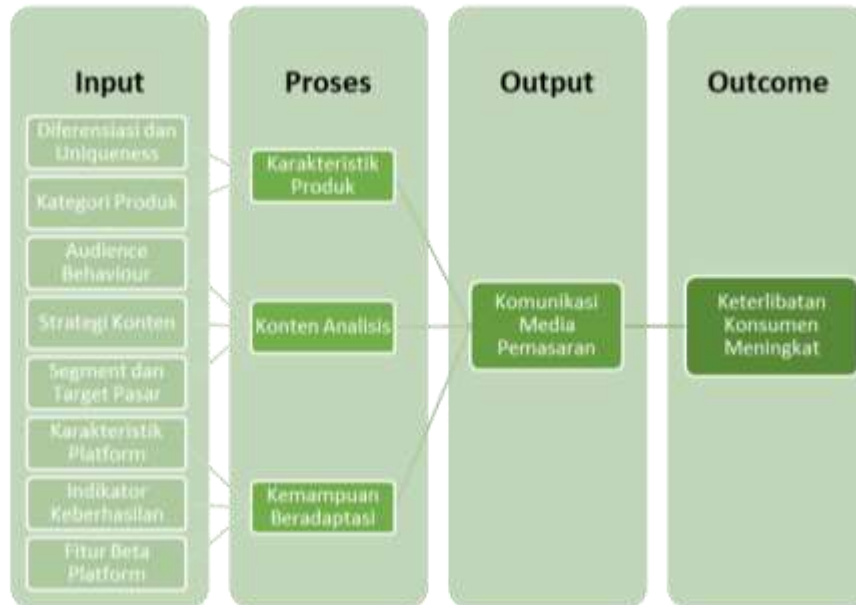 Input
Diferensiasi dan
Uniqueness
Kategori Produk
Audience
Behaviour
Strategi Konten
Segment dan
Target Pasar
Karakteristik
Platform
Indikator
Keberhasilan
Fitur Beta
Platform
Proses
Karakteristik
Produk
Konten Analisis
Kemampuan
Beradaptasi
Output
Komunikasi
Media
Pemasaran
Outcome
Keterlibatan
Konsumen
Meningkat